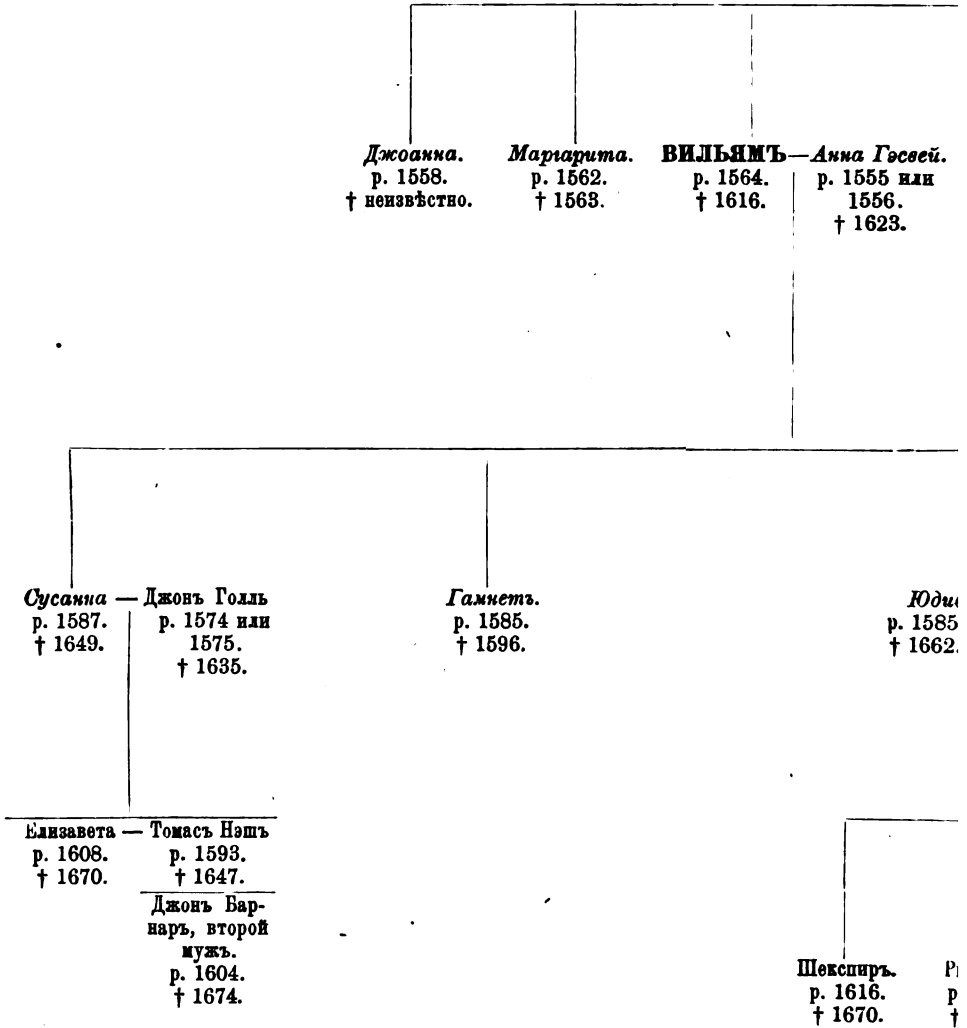 Джоанна.
р. 1558.
† неизвѣстно.
Маргарита.
р. 1562.
† 1563.
ВИЛЬЯМЪ — Анна Гэсвей.
р. 1564.
† 1616.
р. 1555 или
1556.
† 1623.
Сусанна — Джонъ Голль
р. 1587.
† 1649.
р. 1574 или
1575.
† 1635.
Гамнетъ.
р. 1585.
† 1596.
р. 1585
† 1662.
Елизавета — Томасъ Нэшъ
р. 1608.
† 1670.
р. 1593.
† 1647.
Джонъ Бар-
наръ, второй
мужъ.
р. 1604.
† 1674.
Шекспиръ.
р. 1616.
† 1670.
р
†